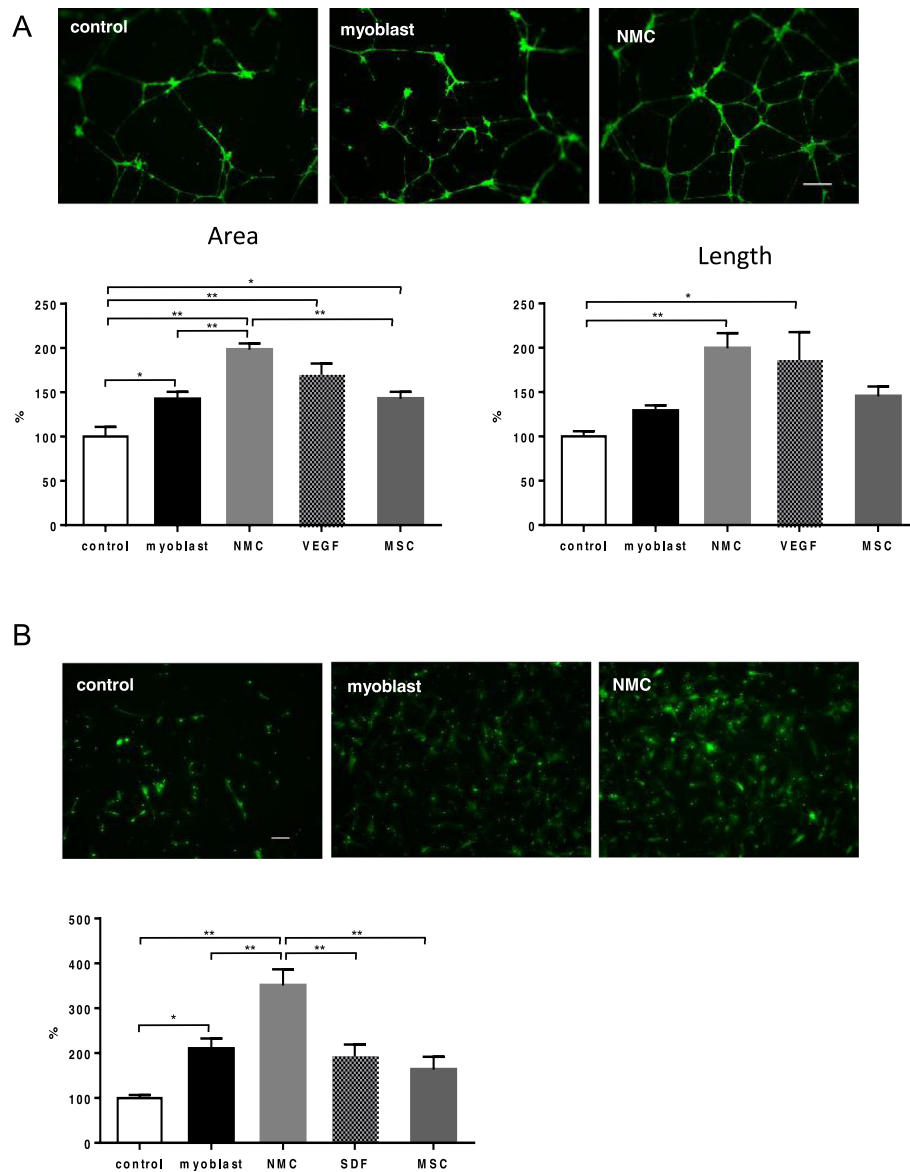 A
control
myoblast
NMC
Area
*
**
**
**
**
*
250
200
150
100
50
0
%
control myoblast NMC VEGF MSC
Length
*
**
250
200
150
100
50
0
%
control myoblast NMC VEGF MSC
B
control
myoblast
NMC
500
400
300
200
100
0
%
** **
** **
*
control myoblast NMC SDF MSC